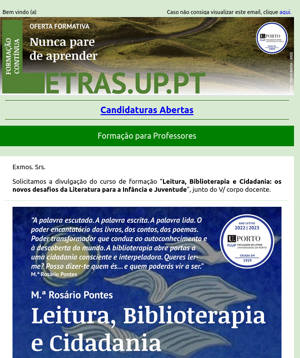 Bem vindo (a)
Caso não consiga visualizar este email, clique aqui.
FORMAÇÃO
CONTÍNUA
OFERTA FORMATIVA
Nunca pare
de aprender
PORTO
ETRAS.UP.PT
Candidaturas Abertas
Formação para Professores
Exmos. Srs.
Solicitamos a divulgação do curso de formação "Leitura, Biblioterapia e Cidadania: os
novos desafios da Literatura para a Infância e Juventude", junto do V/ corpo docente.
"A palavra escutada. A palavra escrita. A palavra lida. O
poder encantatório dos livros, dos contos, dos poemas.
Poder transformador que conduz ao autoconhecimento e
à descoberta do mundo. A biblioterapia abre portas a
uma cidadania consciente e interpeladora. Queres ler-
me? Possa dizer-te quem és... e quem poderás vir a ser."
M.ª Rosário Pontes
ANO LETIVO
2022 | 2023
U.PORTO
CRIADA EM
1919
M.ª Rosário Pontes
Leitura, Biblioterapia
e Cidadania